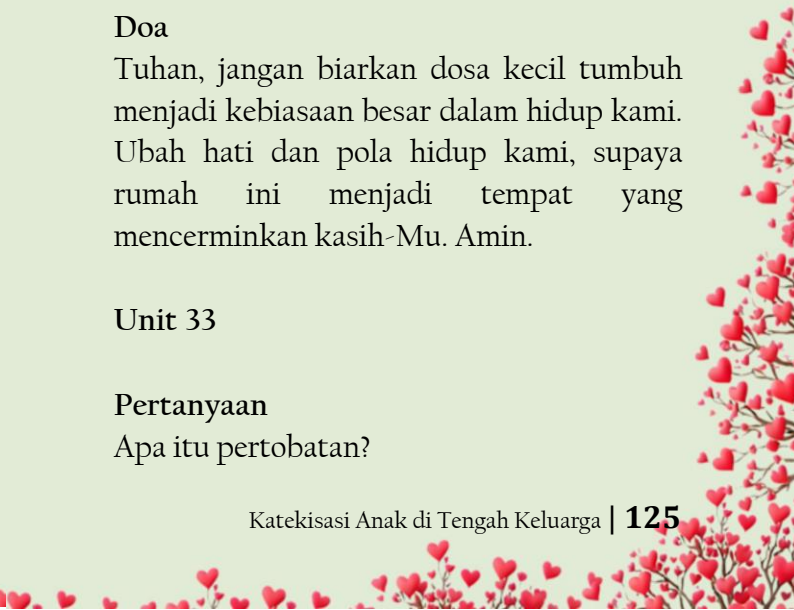 Doa
Tuhan, jangan biarkan dosa kecil tumbuh
menjadi kebiasaan besar dalam hidup kami.
Ubah hati dan pola hidup kami, supaya
rumah ini menjadi tempat yang
mencerminkan kasih-Mu. Amin.
Unit 33
Pertanyaan
Apa itu pertobatan?
Katekisasi Anak di Tengah Keluarga | 125